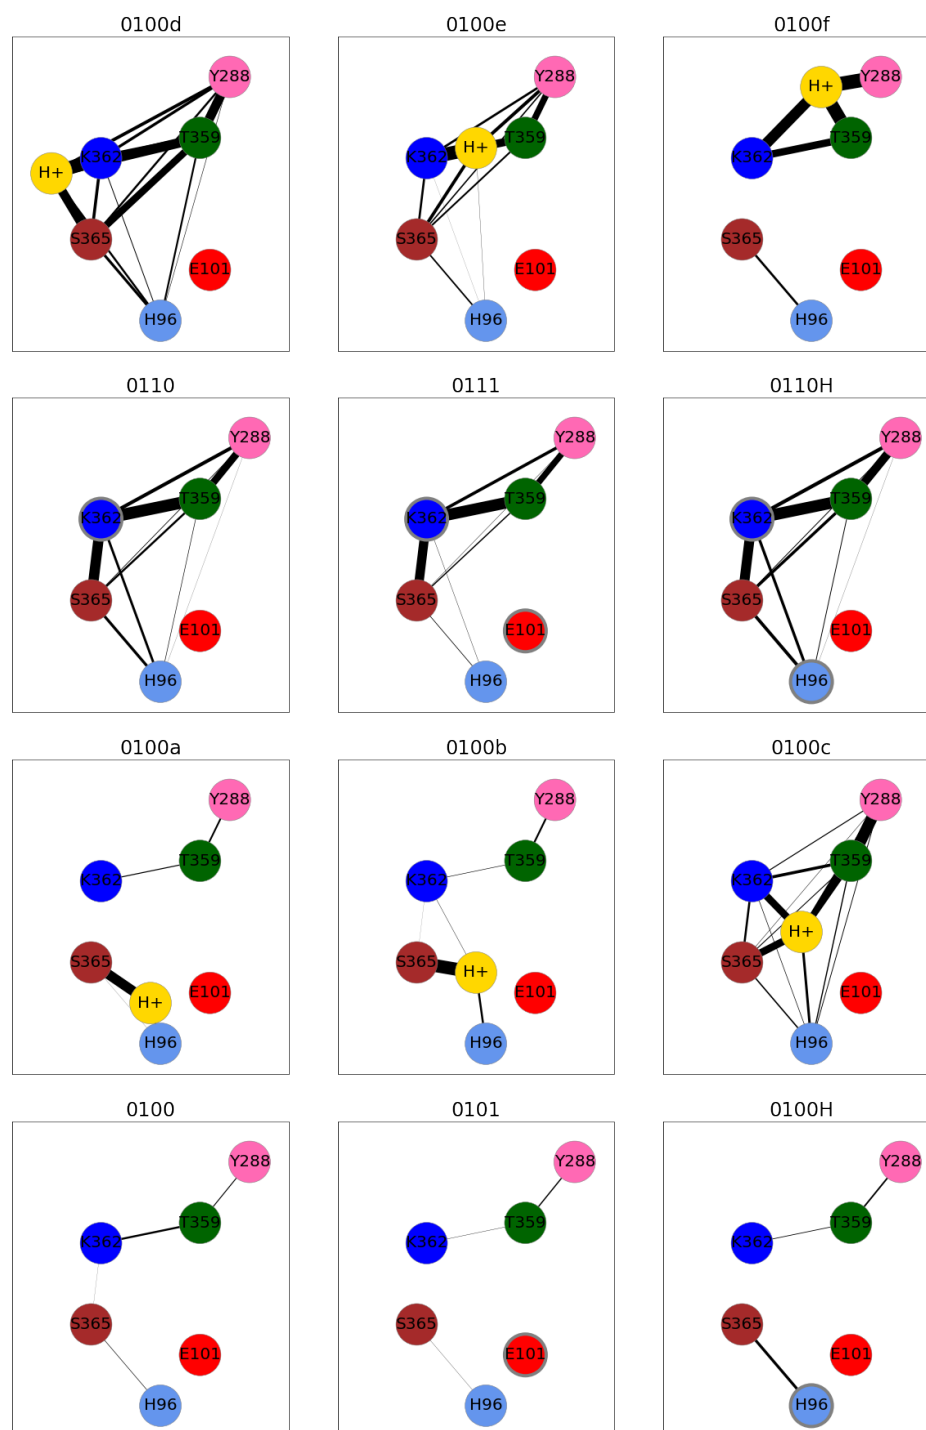 0100d 0100e 0100f
Y288 Y288 Y288
H+
T359 T359 T359
H+ K362 K362 H+ K362
S365 S365 S365
E101 E101 E101
H96 H96 H96
0110 0111 0110H
Y288 Y288 Y288
T359 T359 T359
K362 K362 K362
S365 S365 S365
E101 E101 E101
H96 H96 H96
0100a 0100b 0100c
Y288 Y288 Y288
T359 T359 T359
K362 K362 K362
H+
S365 S365 S365
H+ E101 H+ E101 E101
H96 H96 H96
0100 0101 0100H
Y288 Y288 Y288
T359 T359 T359
K362 K362 K362
S365 S365 S365
E101 E101 E101
H96 H96 H96